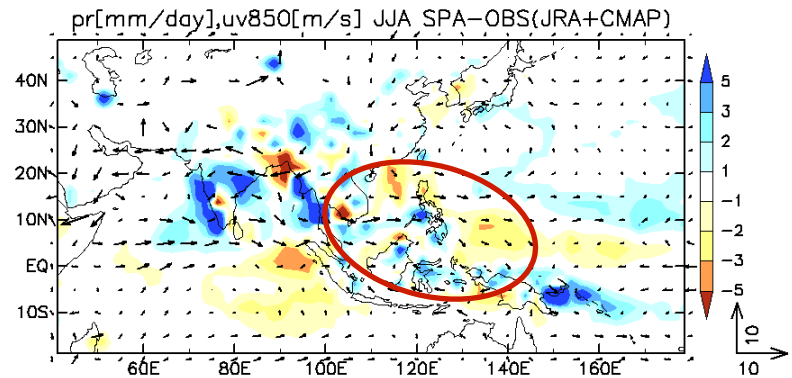 pr[mm/day],uv850[m/s] JJA SPA-OBS(JRA+CMAP)
40N
30N
20N
10N
EQ
10S
60E 80E 100E 120E 140E 160E
5
3
2
1
-1
-2
-3
-5
10
10